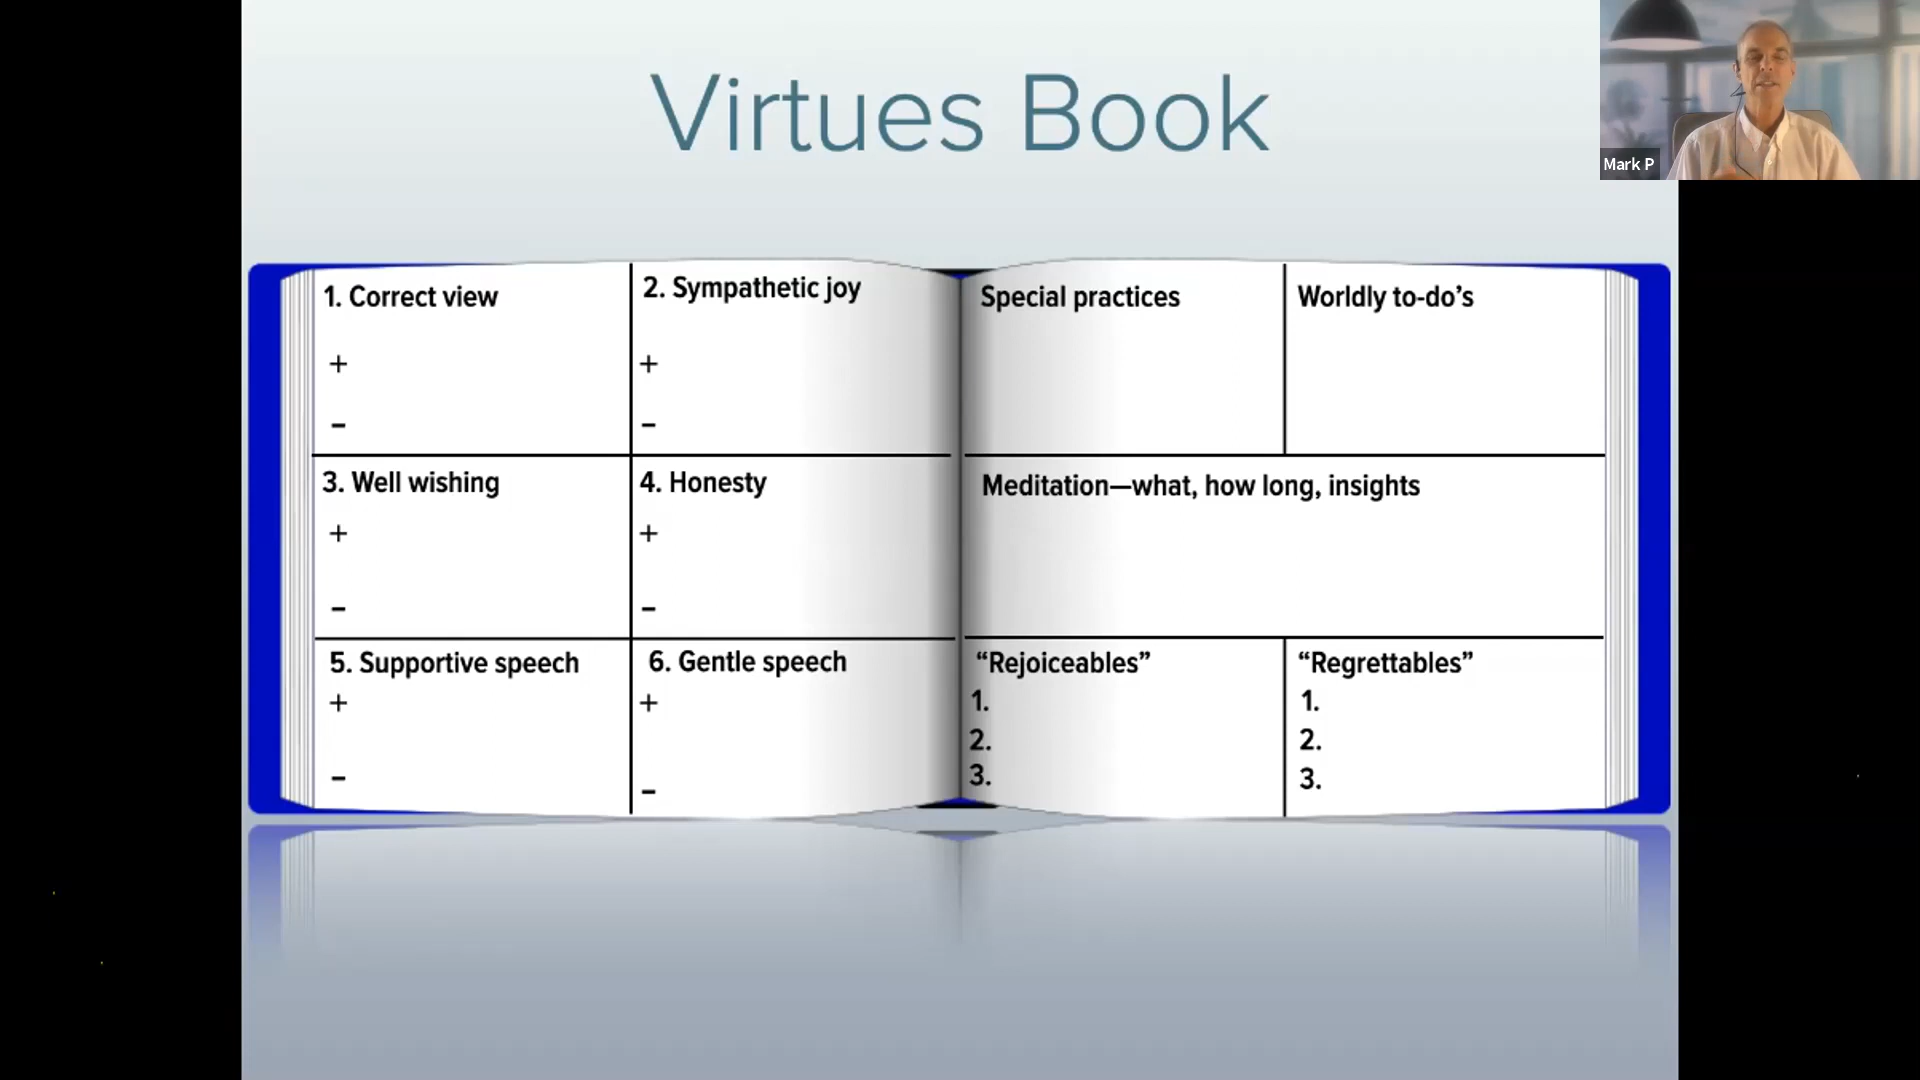 Virtues Book
Mark P
1. Correct view
+
–
2. Sympathetic joy
+
–
3. Well wishing
+
–
4. Honesty
+
–
5. Supportive speech
+
–
6. Gentle speech
+
–
Special practices
Worldly to-do’s
Meditation—what, how long, insights
“Rejoiceables”
1.
2.
3.
“Regrettables”
1.
2.
3.